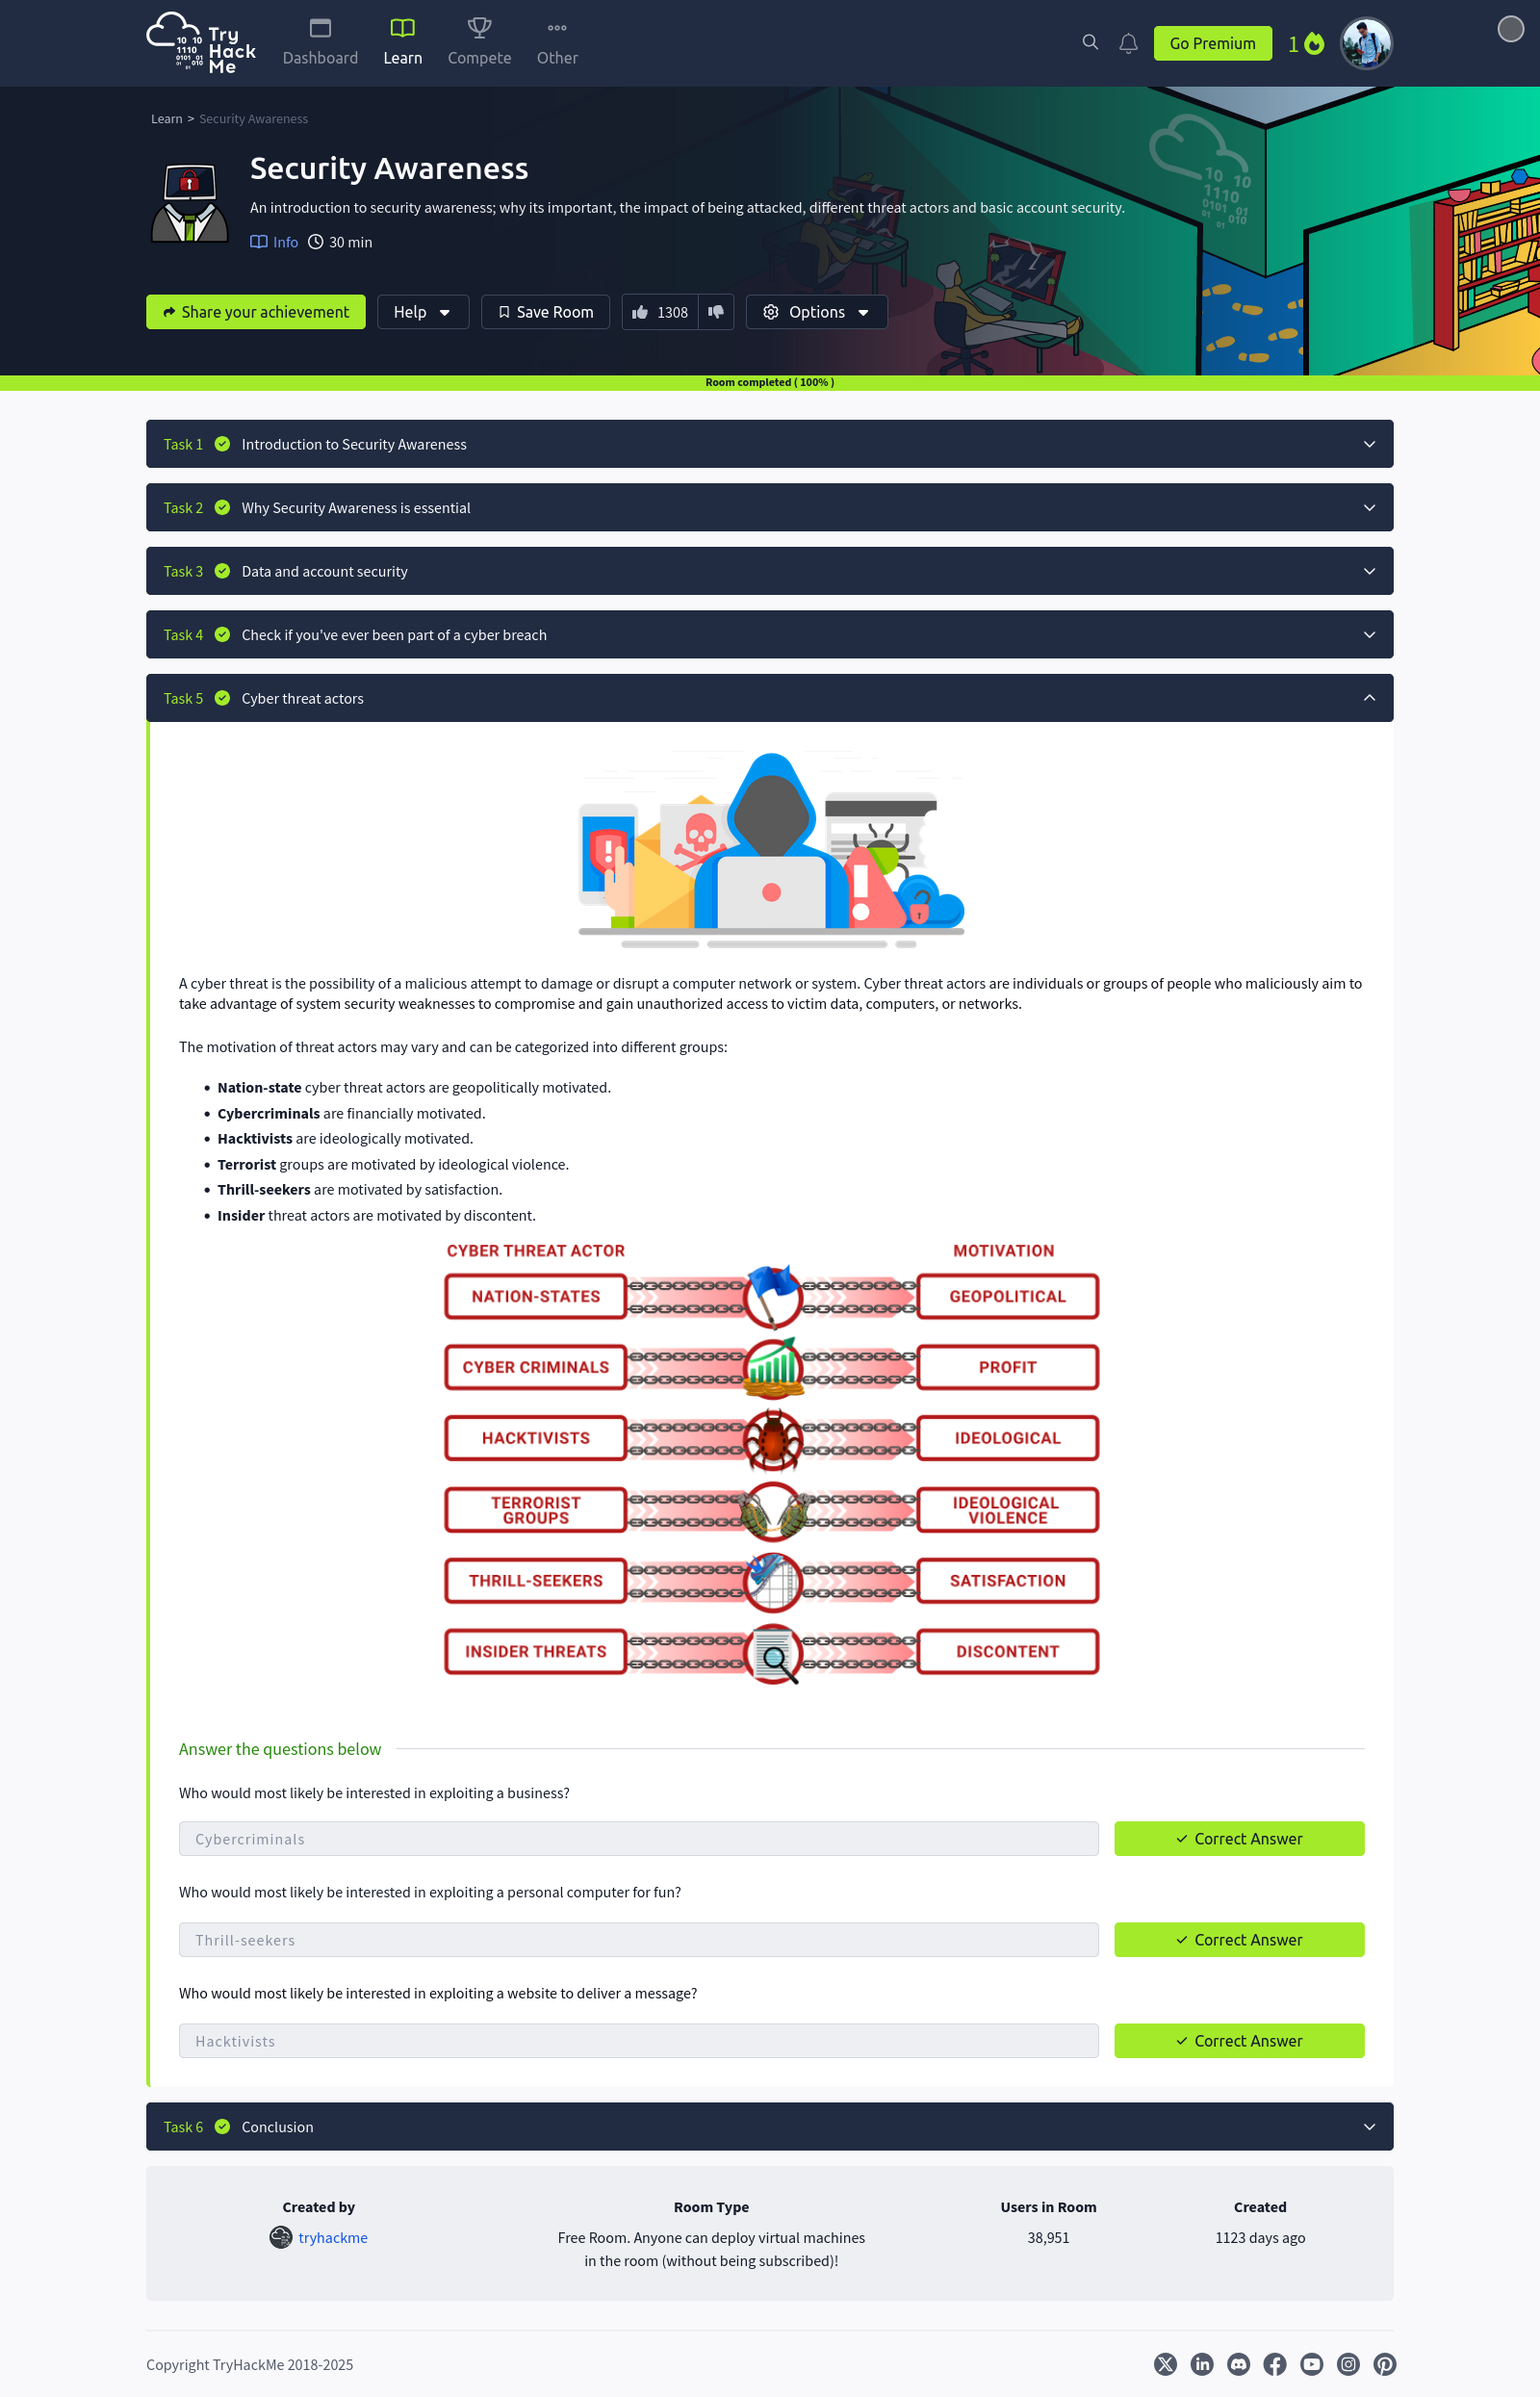 Try
Hack
Me
Dashboard
Learn
Compete
Other
Go Premium
1
Learn > Security Awareness
Security Awareness
An introduction to security awareness; why its important, the impact of being attacked, different threat actors and basic account security.
Info 30 min
Share your achievement
Help
Save Room
1308
Options
Room completed ( 100% )
Task 1 Introduction to Security Awareness
Task 2 Why Security Awareness is essential
Task 3 Data and account security
Task 4 Check if you've ever been part of a cyber breach
Task 5 Cyber threat actors
A cyber threat is the possibility of a malicious attempt to damage or disrupt a computer network or system. Cyber threat actors are individuals or groups of people who maliciously aim to
take advantage of system security weaknesses to compromise and gain unauthorized access to victim data, computers, or networks.
The motivation of threat actors may vary and can be categorized into different groups:
• Nation-state cyber threat actors are geopolitically motivated.
• Cybercriminals are financially motivated.
• Hacktivists are ideologically motivated.
• Terrorist groups are motivated by ideological violence.
• Thrill-seekers are motivated by satisfaction.
• Insider threat actors are motivated by discontent.
CYBER THREAT ACTOR MOTIVATION
NATION-STATES GEOPOLITICAL
CYBER CRIMINALS PROFIT
HACKTIVISTS IDEOLOGICAL
TERRORIST
GROUPS
IDEOLOGICAL
VIOLENCE
THRILL-SEEKERS SATISFACTION
INSIDER THREATS DISCONTENT
Answer the questions below
Who would most likely be interested in exploiting a business?
Cybercriminals
Correct Answer
Who would most likely be interested in exploiting a personal computer for fun?
Thrill-seekers
Correct Answer
Who would most likely be interested in exploiting a website to deliver a message?
Hacktivists
Correct Answer
Task 6 Conclusion
Created by
tryhackme
Room Type
Free Room. Anyone can deploy virtual machines
in the room (without being subscribed)!
Users in Room
38,951
Created
1123 days ago
Copyright TryHackMe 2018-2025